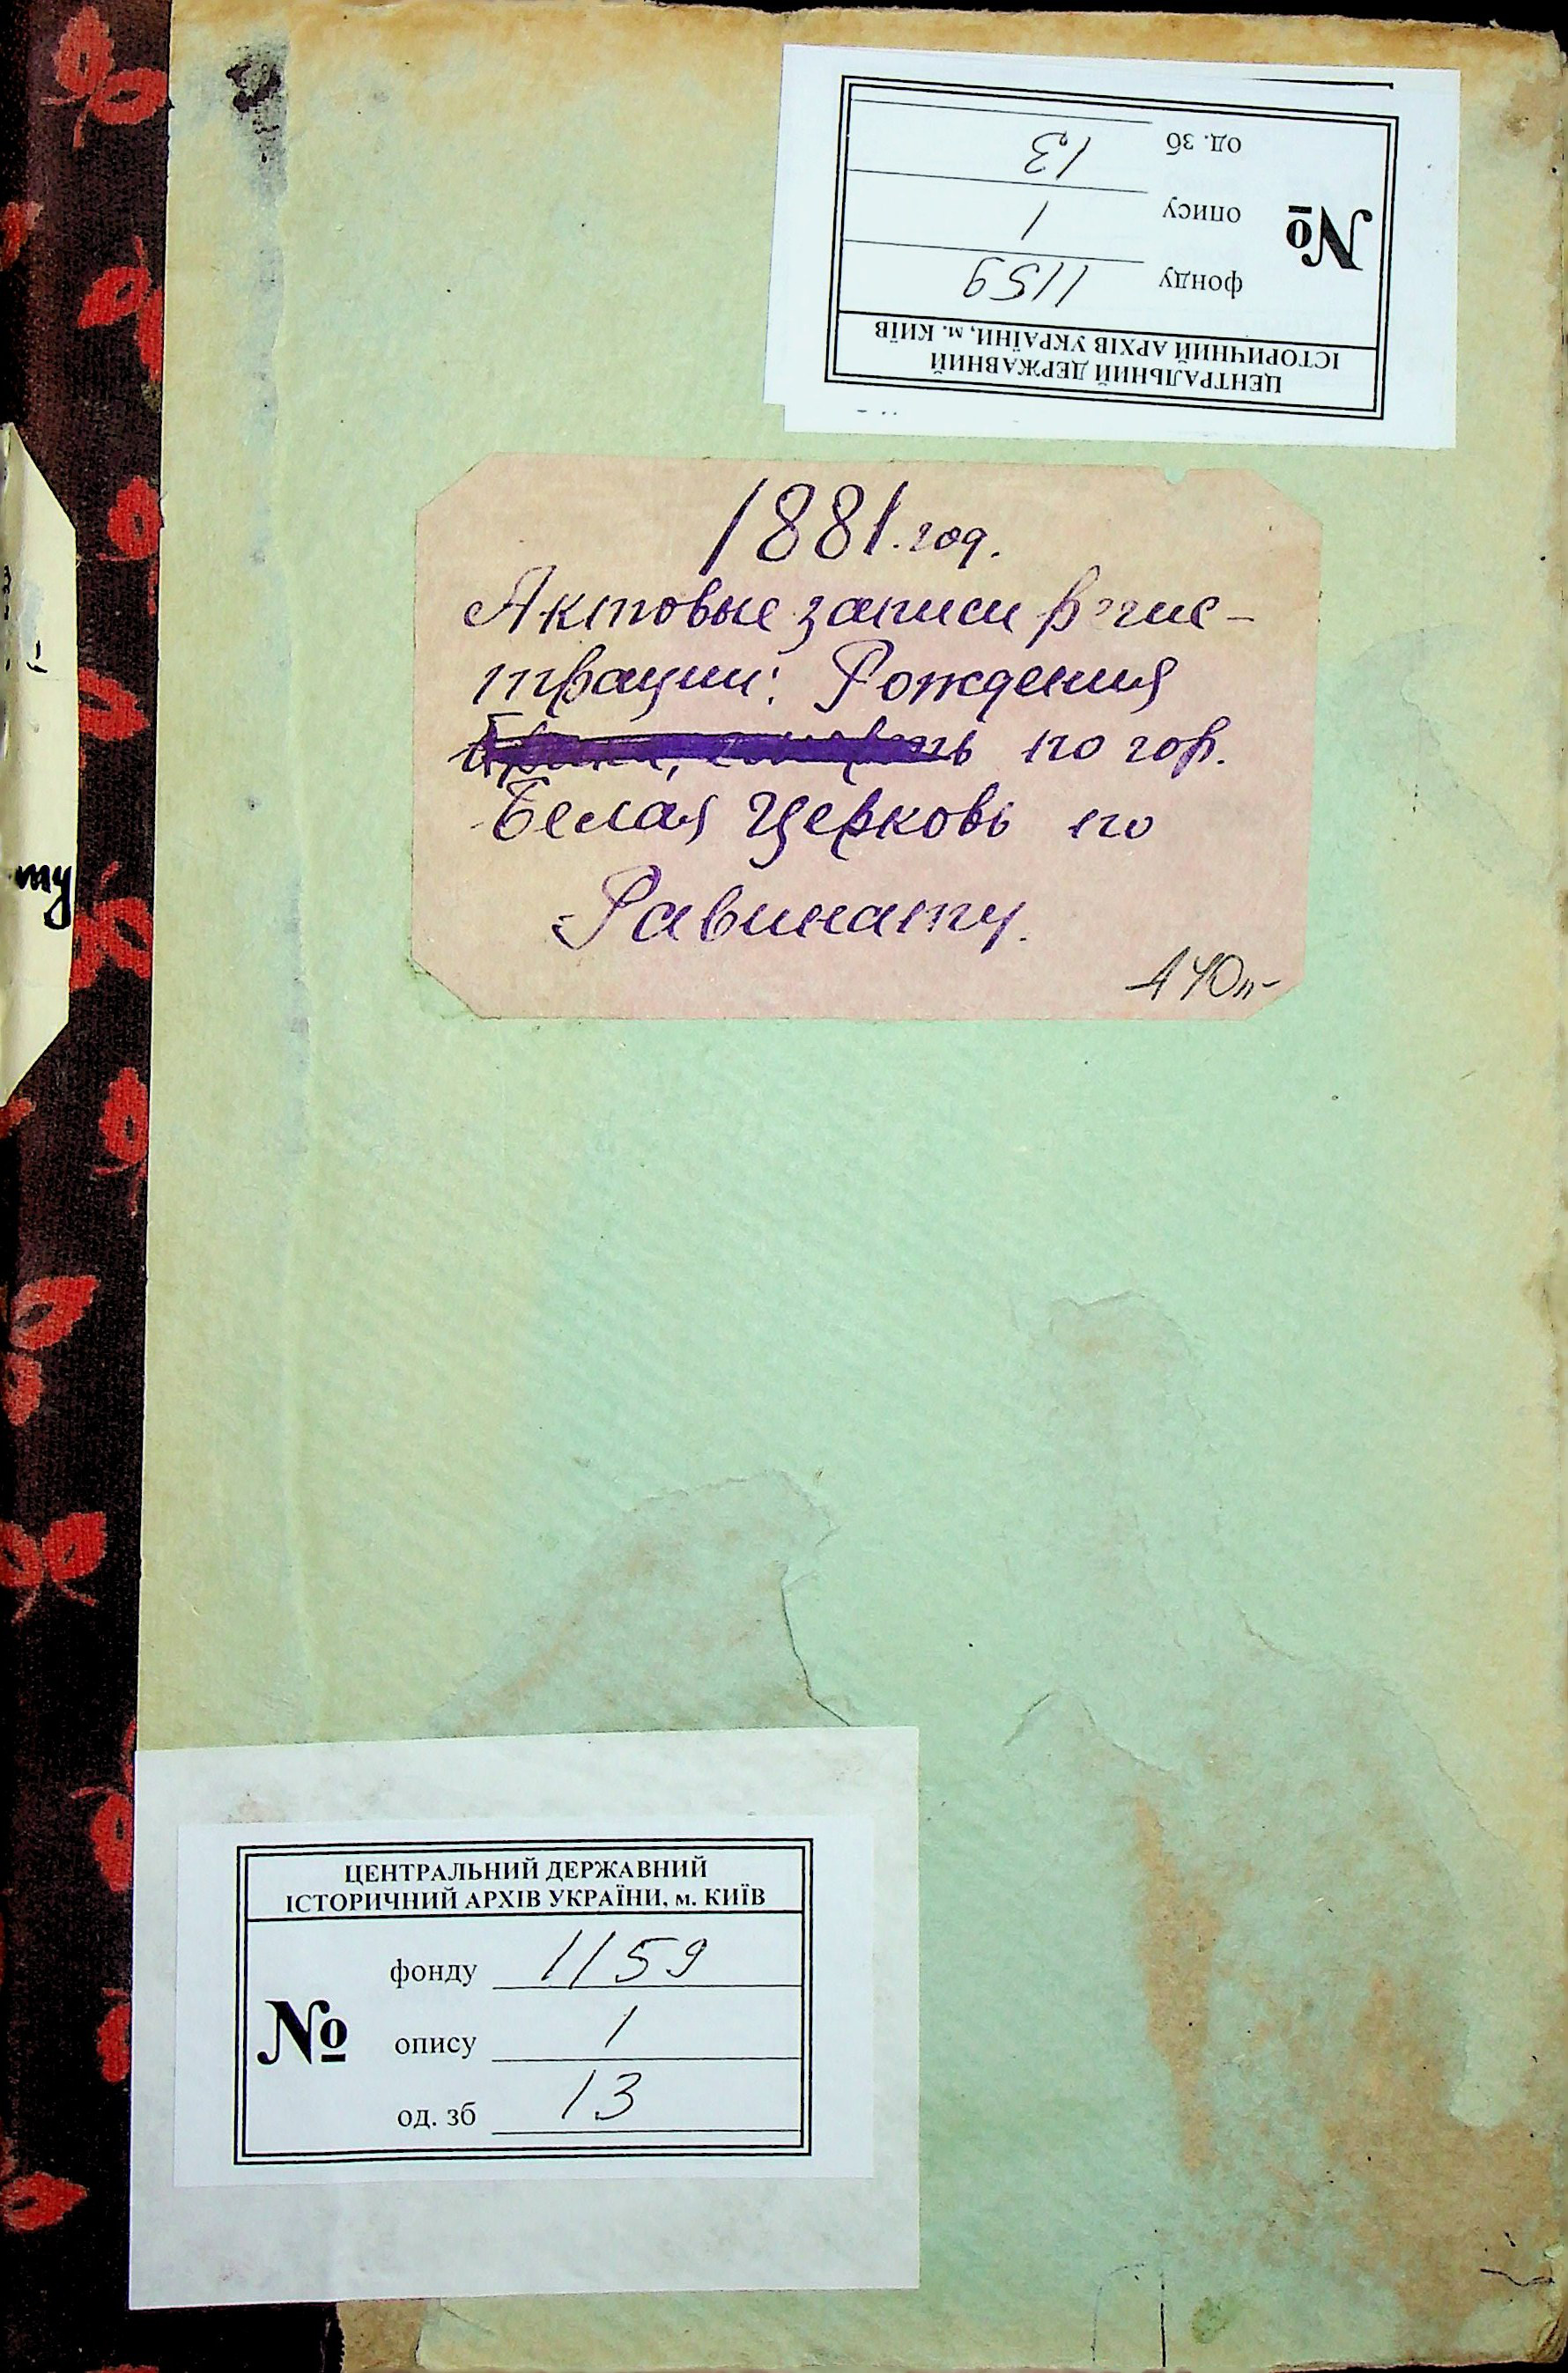 ЦЕНТРАЛЬНИЙ ДЕРЖАВНИЙ
ІСТОРИЧНИЙ АРХІВ УКРАЇНИ, м. КИЇВ
№
фонду 1159
опису 1
од. зб 13
1881 год.
Актовые записи регис-
трации: Рождения
по гор.
Белая Церковь по
Равинату.
ту
ЦЕНТРАЛЬНИЙ ДЕРЖАВНИЙ
ІСТОРИЧНИЙ АРХІВ УКРАЇНИ, м. КИЇВ
№
фонду 1159
опису 1
од. зб 13